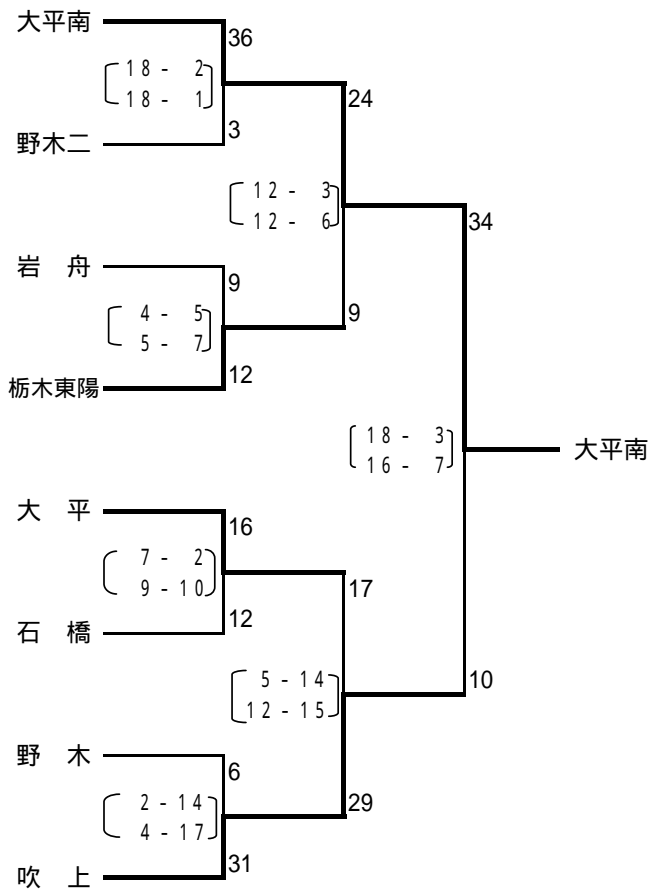 大平南
36
18 - 2
18 - 1
24
3
野木二
12 - 3
12 - 6
34
岩　舟
9
4 - 5
5 - 7
9
12
栃木東陽
18 - 3
16 - 7
大平南
大　平
16
7 - 2
9 - 10
17
12
石　橋
5 - 14
12 - 15
10
野　木
6
2 - 14
4 - 17
29
31
吹　上